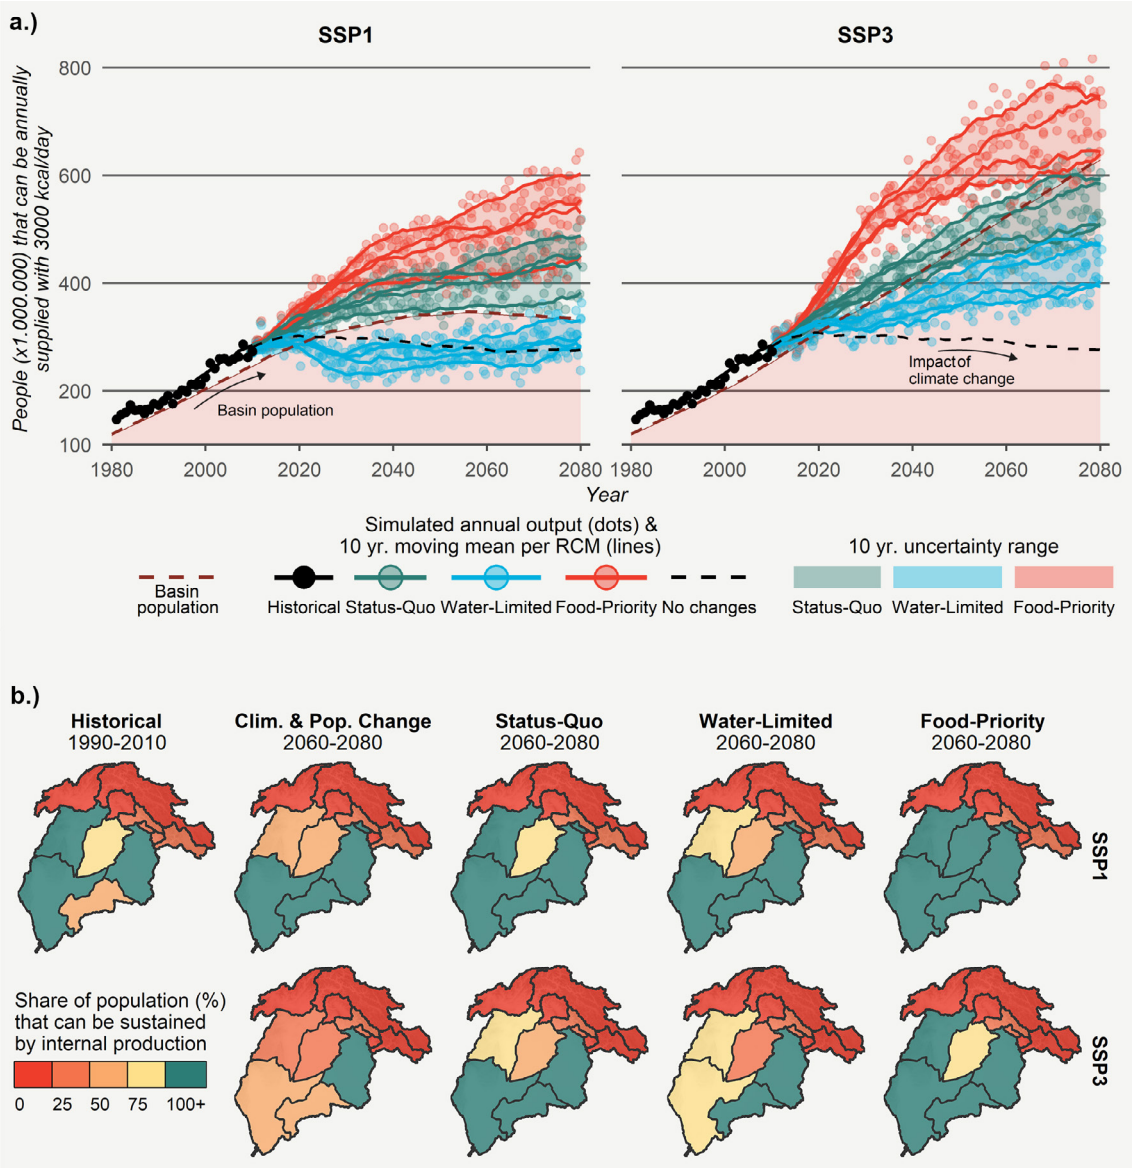 a.)
SSP1
SSP3
People (x1.000.000) that can be annually
supplied with 3000 kcal/day
800
600
400
200
100
Basin population
Impact of
climate change
1980
2000
2020
2040
2060
2080
1980
2000
2020
2040
2060
2080
Year
Simulated annual output (dots) &
10 yr. moving mean per RCM (lines)
10 yr. uncertainty range
Basin
population
Historical
Status-Quo
Water-Limited
Food-Priority
No changes
Status-Quo
Water-Limited
Food-Priority
b.)
Historical
1990-2010
Clim. & Pop. Change
2060-2080
Status-Quo
2060-2080
Water-Limited
2060-2080
Food-Priority
2060-2080
SSP1
Share of population (%)
that can be sustained
by internal production
0
25
50
75
100+
SSP3